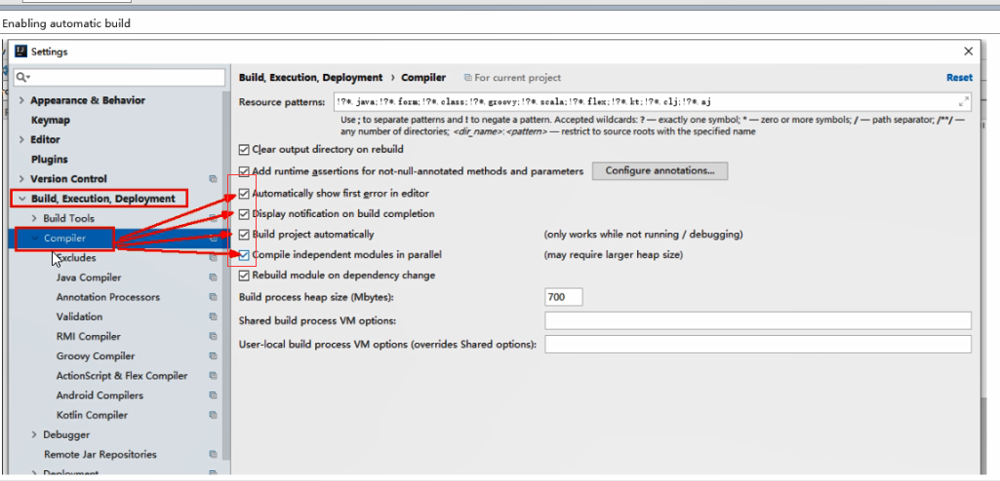 Enabling automatic build
Settings
Appearance & Behavior
Keymap
Editor
Plugins
Version Control
Build, Execution, Deployment
Build Tools
Compiler
Excludes
Java Compiler
Annotation Processors
Validation
RMI Compiler
Groovy Compiler
ActionScript & Flex Compiler
Android Compilers
Kotlin Compiler
Debugger
Remote Jar Repositories
Deployment
Build, Execution, Deployment › Compiler For current project Reset
Resource patterns: !?*.java;!?*.form;!?*.class;!?*.groovy;!?*.scala;!?*.flex;!?*.kt;!?*.clj;!?*.aj
Use ; to separate patterns and ! to negate a pattern. Accepted wildcards: ? — exactly one symbol; * — zero or more symbols; / — path separator; /**/ —
any number of directories; <dir_name>:<pattern> — restrict to source roots with the specified name
Clear output directory on rebuild
Add runtime assertions for not-null-annotated methods and parameters Configure annotations...
Automatically show first error in editor
Display notification on build completion
Build project automatically (only works while not running / debugging)
Compile independent modules in parallel (may require larger heap size)
Rebuild module on dependency change
Build process heap size (Mbytes): 700
Shared build process VM options:
User-local build process VM options (overrides Shared options):